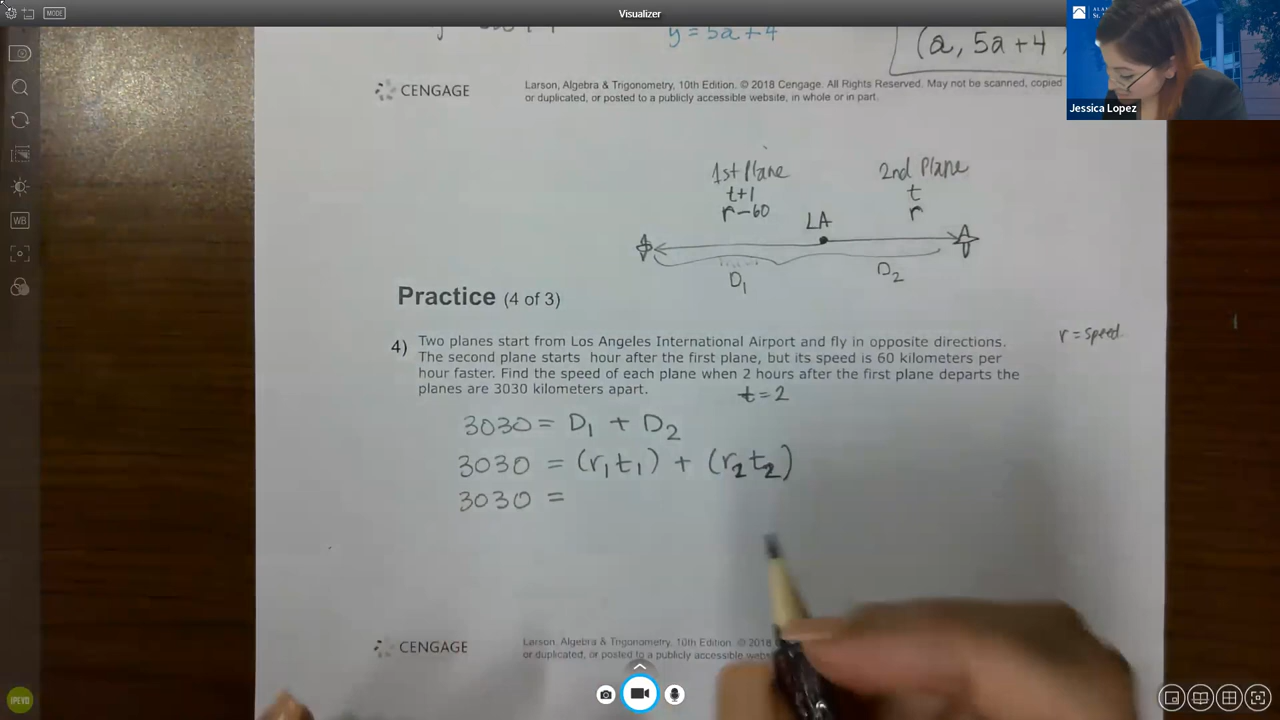 MODE
Visualizer
y = 5a + 4
(a, 5a + 4
CENGAGE
Larson, Algebra & Trigonometry, 10th Edition. © 2018 Cengage. All Rights Reserved. May not be scanned, copied
or duplicated, or posted to a publicly accessible website, in whole or in part.
Jessica Lopez
1st Plane
t+1
r-60
2nd Plane
t
r
LA
D₁
D₂
Practice (4 of 3)
r = speed
4) Two planes start from Los Angeles International Airport and fly in opposite directions.
The second plane starts hour after the first plane, but its speed is 60 kilometers per
hour faster. Find the speed of each plane when 2 hours after the first plane departs the
planes are 3030 kilometers apart.
t = 2
3030 = D₁ + D₂
3030 = (r₁t₁) + (r₂t₂)
3030 =
WB
CENGAGE
Larson, Algebra & Trigonometry, 10th Edition. © 2018
or duplicated, or posted to a publicly accessible
IPEVO